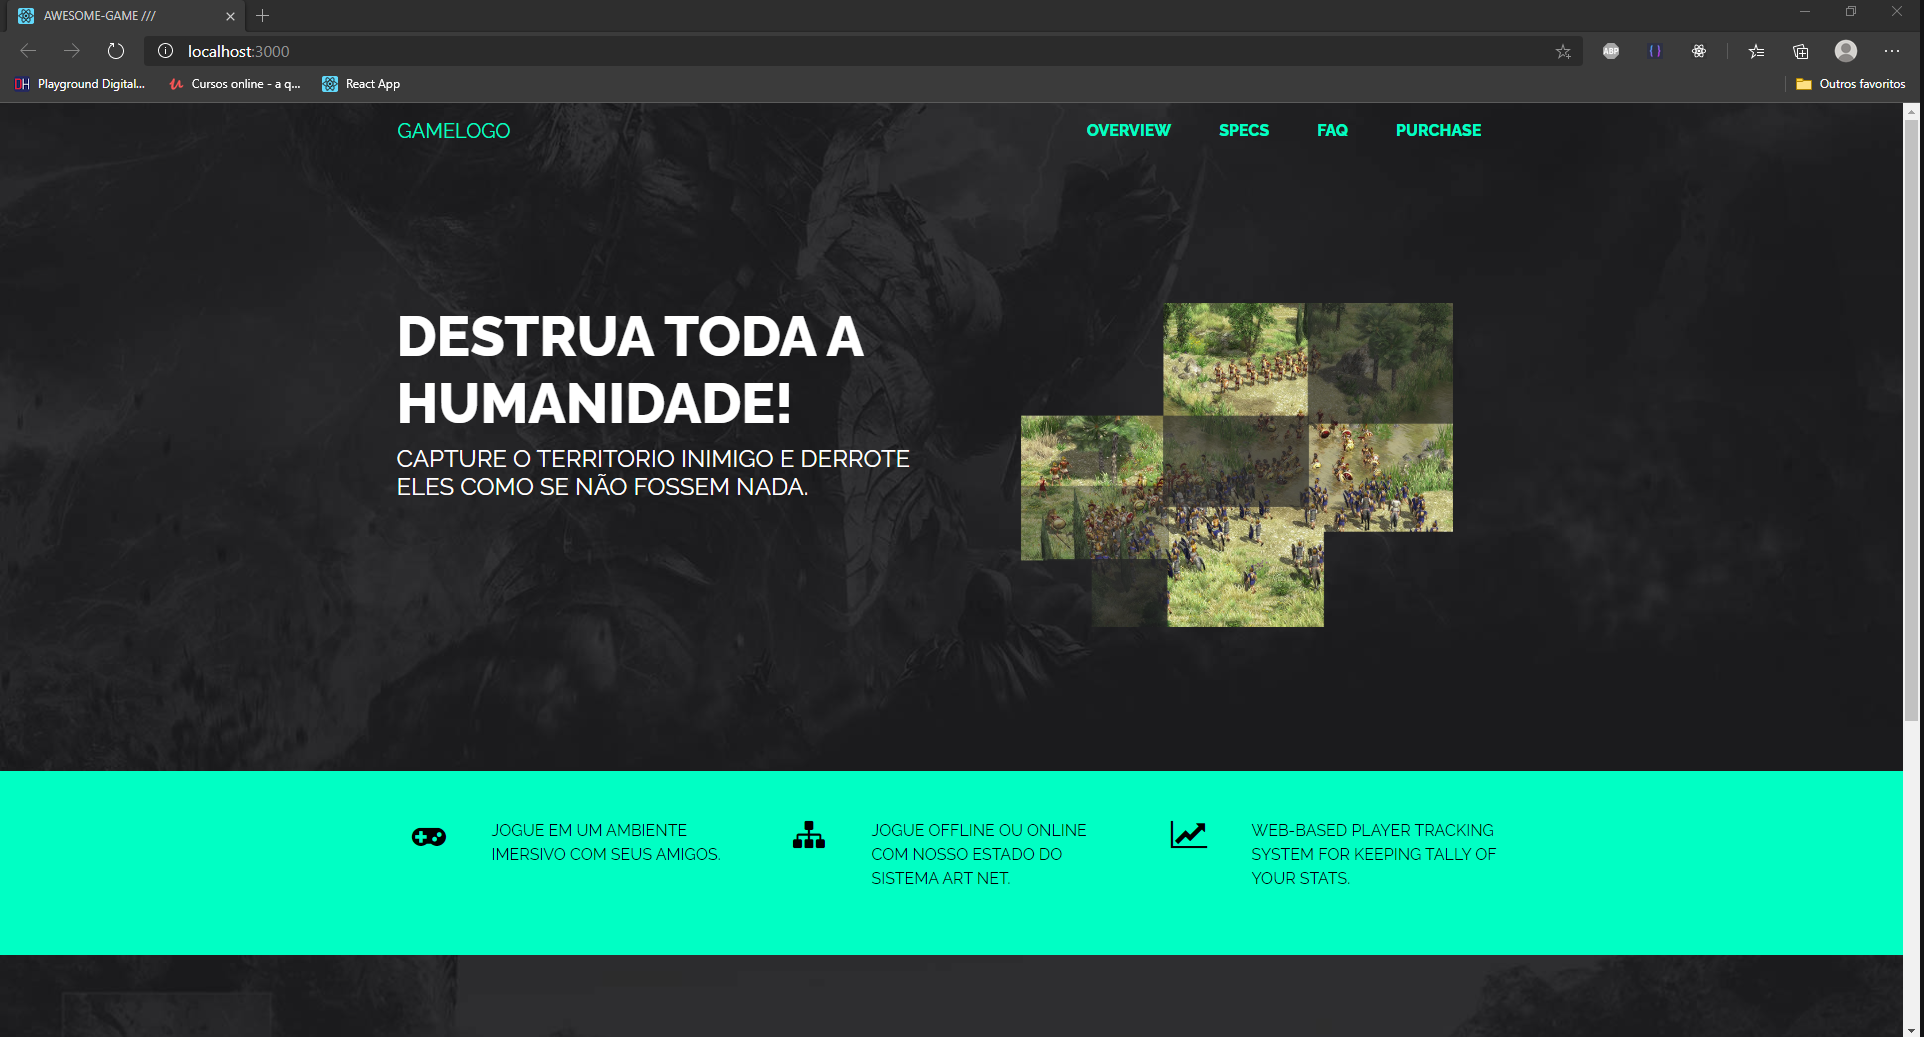 AWESOME-GAME ///
localhost:3000
ABP
Playground Digital...
Cursos online - a q...
React App
Outros favoritos
GAMELOGO
OVERVIEW
SPECS
FAQ
PURCHASE
DESTRUA TODA A
HUMANIDADE!
CAPTURE O TERRITORIO INIMIGO E DERROTE
ELES COMO SE NÃO FOSSEM NADA.
JOGUE EM UM AMBIENTE
IMERSIVO COM SEUS AMIGOS.
JOGUE OFFLINE OU ONLINE
COM NOSSO ESTADO DO
SISTEMA ART NET.
WEB-BASED PLAYER TRACKING
SYSTEM FOR KEEPING TALLY OF
YOUR STATS.